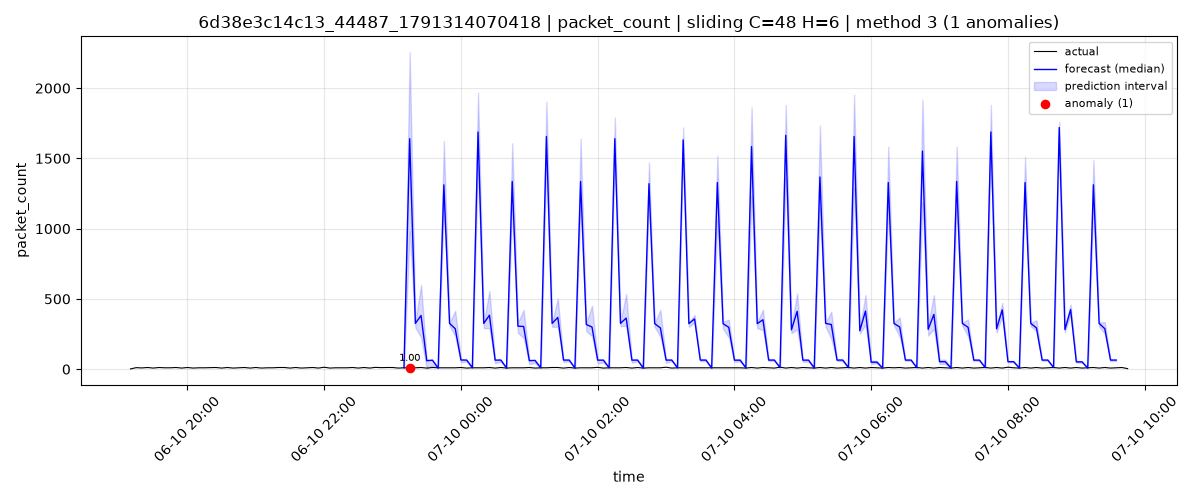 6d38e3c14c13_44487_1791314070418 | packet_count | sliding C=48 H=6 | method 3 (1 anomalies)
actual
forecast (median)
prediction interval
anomaly (1)
packet_count
2000
1500
1000
500
0
1.00
06-10 20:00
06-10 22:00
07-10 00:00
07-10 02:00
07-10 04:00
07-10 06:00
07-10 08:00
07-10 10:00
time